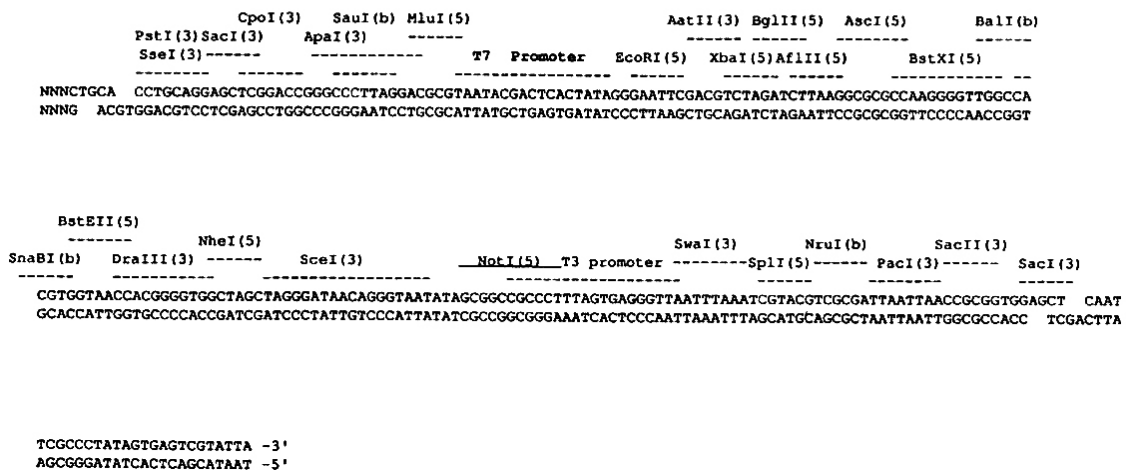 CpoI(3) SauI(b) MluI(5) AatII(3) BglII(5) AscI(5) BalI(b)
PstI(3) SacI(3) ApaI(3)
SseI(3) T7 Promoter EcoRI(5) XbaI(5) AflII(5) BstXI(5)
NNNCTGCA CCTGCAGGAGCTCGGACCGGGCCCTTAGGACGCGTAATACGACTCACTATAGGGAATTCGACGTCTAGATCTTAAGGCGCGCCAAGGGGTTGGCCA
NNNG ACGTGGACGTCCTCGAGCCTGGCCCGGGAATCCTGCGCATTATGCTGAGTGATATCCCTTAAGCTGCAGATCTAGAATTCCGCGCGGTTCCCCAACCGGT
BstEII(5)
NheI(5) SwaI(3) NruI(b) SacII(3)
SnaBI(b) DraIII(3) SceI(3) NotI(5) T3 promoter SplI(5) PacI(3) SacI(3)
CGTGGTAACCACGGGGTGGCTAGCTAGGGATAACAGGGTAATATAGCGGCCGCCCTTTAGTGAGGGTTAATTTAAATCGTACGTCGCGATTAATTAACCGCGGTGGAGCT CAAT
GCACCATTGGTGCCCCACCGATCGATCCCTATTGTCCCATTATATCGCCGGCGGGAAATCACTCCCAATTAAATTTAGCATGCAGCGCTAATTAATTGGCGCCACC TCGACTTA
TCGCCCTATAGTGAGTCGTATTA -3'
AGCGGGATATCACTCAGCATAAT -5'